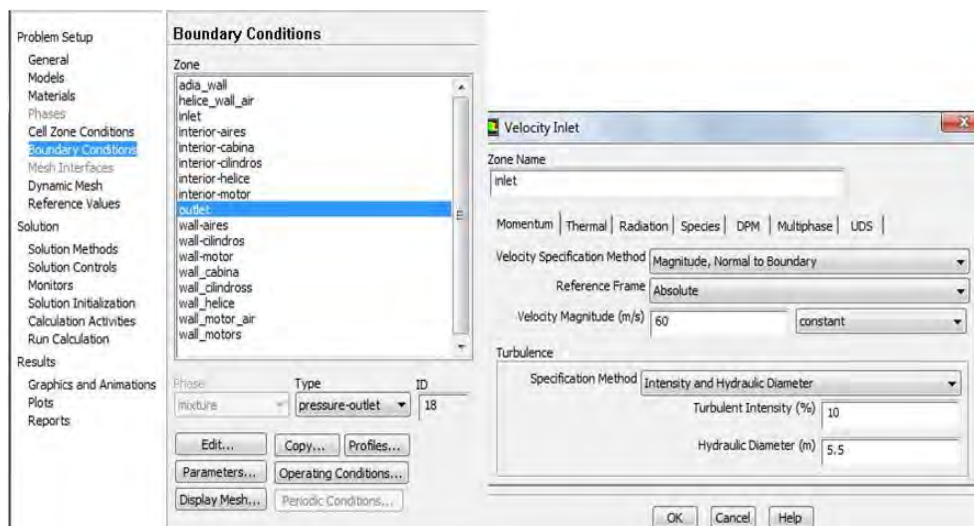 Problem Setup
General
Models
Materials
Phases
Cell Zone Conditions
Boundary Conditions
Mesh Interfaces
Dynamic Mesh
Reference Values
Solution
Solution Methods
Solution Controls
Monitors
Solution Initialization
Calculation Activities
Run Calculation
Results
Graphics and Animations
Plots
Reports
Boundary Conditions
Zone
adia_wall
helice_wall_air
inlet
interior-aires
interior-cabina
interior-cilindros
interior-helice
interior-motor
outlet
wall-aires
wall-cilindros
wall-motor
wall_cabina
wall_cilindross
wall_helice
wall_motor_air
wall_motors
Phase Type ID
mixture pressure-outlet 18
Edit... Copy... Profiles...
Parameters... Operating Conditions...
Display Mesh... Periodic Conditions...
Velocity Inlet
Zone Name
inlet
Momentum Thermal Radiation Species DPM Multiphase UDS
Velocity Specification Method Magnitude, Normal to Boundary
Reference Frame Absolute
Velocity Magnitude (m/s) 60 constant
Turbulence
Specification Method Intensity and Hydraulic Diameter
Turbulent Intensity (%) 10
Hydraulic Diameter (m) 5.5
OK Cancel Help